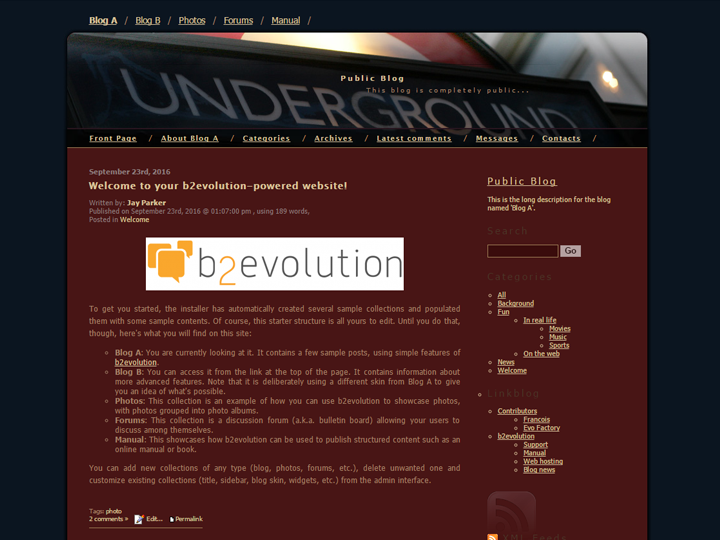 Blog A / Blog B / Photos / Forums / Manual /
UNDERGROUND
Public Blog
This blog is completely public...
Front Page / About Blog A / Categories / Archives / Latest comments / Messages / Contacts /
September 23rd, 2016
Welcome to your b2evolution-powered website!
Written by: Jay Parker
Published on September 23rd, 2016 @ 01:07:00 pm , using 189 words,
Posted in Welcome
b2evolution
To get you started, the installer has automatically created several sample collections and populated
them with some sample contents. Of course, this starter structure is all yours to edit. Until you do that,
though, here's what you will find on this site:
Blog A: You are currently looking at it. It contains a few sample posts, using simple features of
b2evolution.
Blog B: You can access it from the link at the top of the page. It contains information about
more advanced features. Note that it is deliberately using a different skin from Blog A to give
you an idea of what's possible.
Photos: This collection is an example of how you can use b2evolution to showcase photos,
with photos grouped into photo albums.
Forums: This collection is a discussion forum (a.k.a. bulletin board) allowing your users to
discuss among themselves.
Manual: This showcases how b2evolution can be used to publish structured content such as an
online manual or book.
You can add new collections of any type (blog, photos, forums, etc.), delete unwanted one and
customize existing collections (title, sidebar, blog skin, widgets, etc.) from the admin interface.
Tags: photo
2 comments » Edit... Permalink
Public Blog
This is the long description for the blog
named 'Blog A'.
Search
Go
Categories
All
Background
Fun
In real life
Movies
Music
Sports
On the web
News
Welcome
Linkblog
Contributors
Francois
Evo Factory
b2evolution
Support
Manual
Web hosting
Blog news
XML Feeds